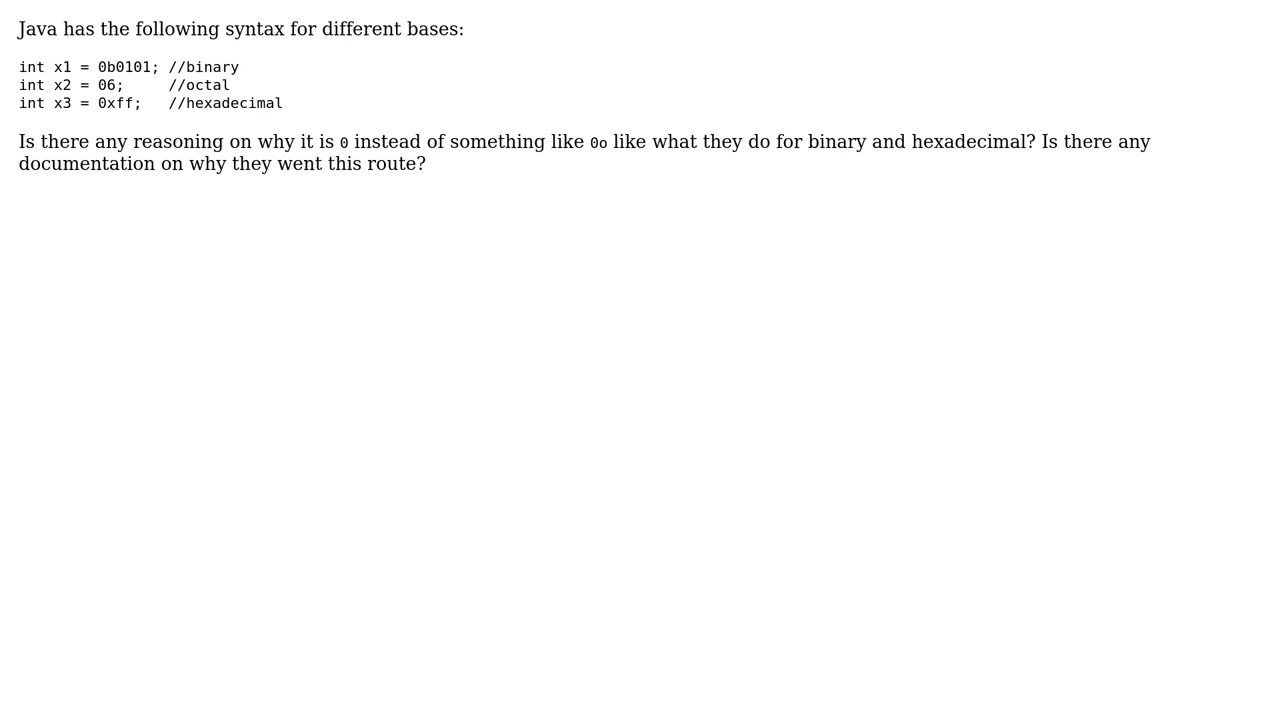 Java has the following syntax for different bases:
int x1 = 0b0101; //binary
int x2 = 06;     //octal
int x3 = 0xff;   //hexadecimal
Is there any reasoning on why it is 0 instead of something like 0o like what they do for binary and hexadecimal? Is there any
documentation on why they went this route?